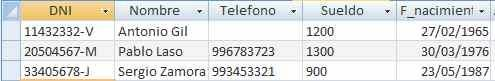 DNI Nombre Telefono Sueldo F_nacimient
11432332-V Antonio Gil 1200 27/02/1965
20504567-M Pablo Laso 996783723 1300 30/03/1976
33405678-J Sergio Zamora 993453321 900 23/05/1987